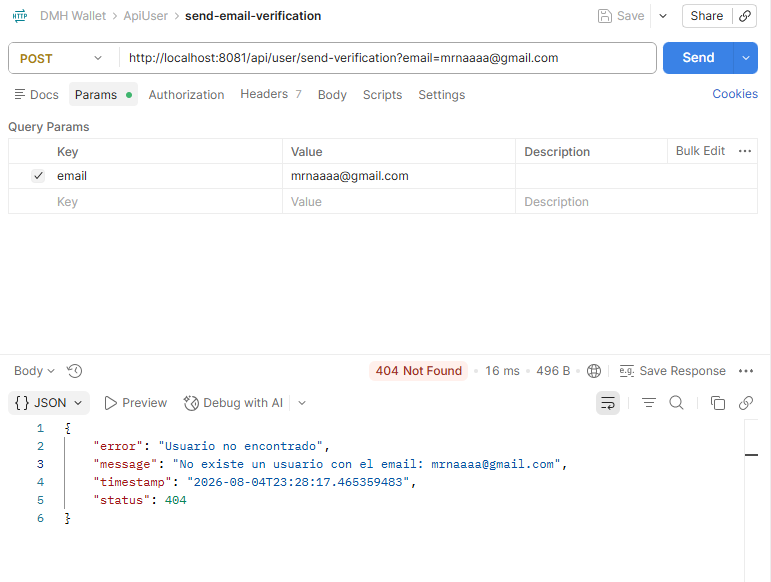 HTTP DMH Wallet > ApiUser > send-email-verification Save Share
POST http://localhost:8081/api/user/send-verification?email=mrnaaaa@gmail.com Send
Docs Params Authorization Headers 7 Body Scripts Settings Cookies
Query Params
Key Value Description Bulk Edit
email mrnaaaa@gmail.com
Key Value Description
Body 404 Not Found 16 ms 496 B e.g. Save Response
{} JSON Preview Debug with AI
1 {
2 "error": "Usuario no encontrado",
3 "message": "No existe un usuario con el email: mrnaaaa@gmail.com",
4 "timestamp": "2026-08-04T23:28:17.465359483",
5 "status": 404
6 }